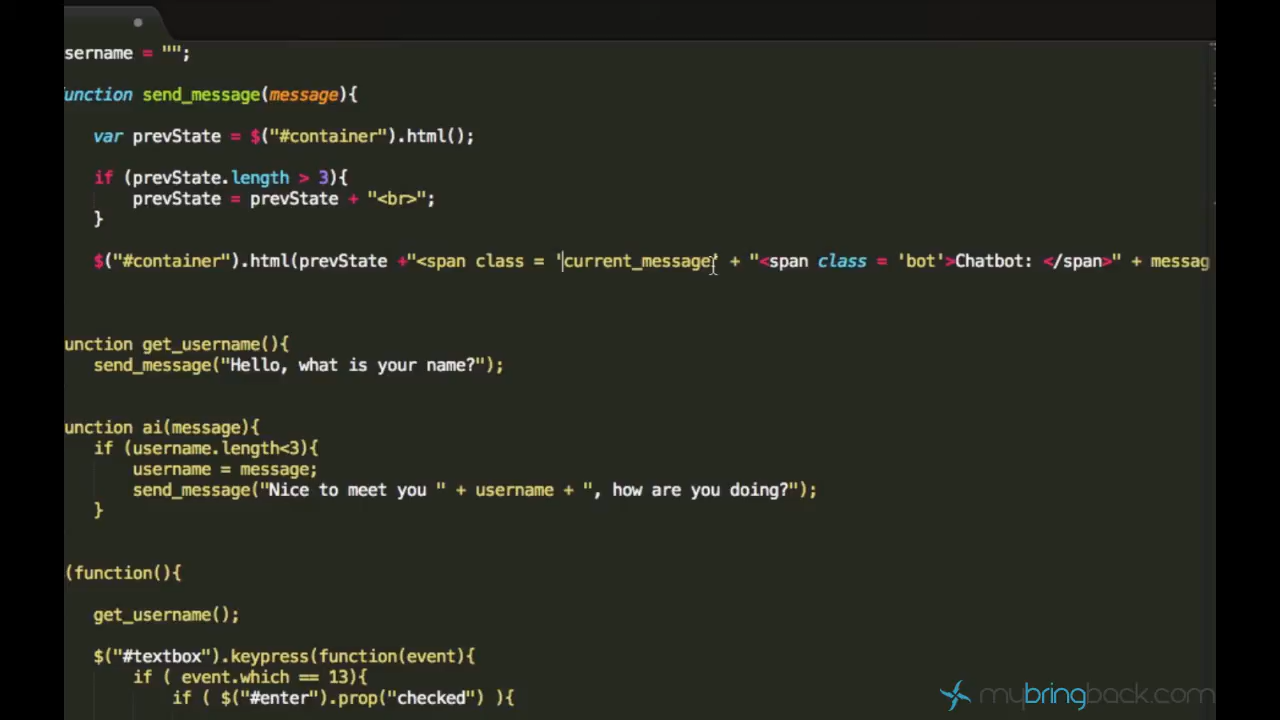 sername = "";
unction send_message(message){
var prevState = $("#container").html();
if (prevState.length > 3){
prevState = prevState + "<br>";
}
$("#container").html(prevState +"<span class = 'current_message' + "<span class = 'bot'>Chatbot: </span>" + messag
unction get_username(){
send_message("Hello, what is your name?");
unction ai(message){
if (username.length<3){
username = message;
send_message("Nice to meet you " + username + ", how are you doing?");
}
(function(){
get_username();
$("#textbox").keypress(function(event){
if ( event.which == 13){
if ( $("#enter").prop("checked") ){
mybringback.com